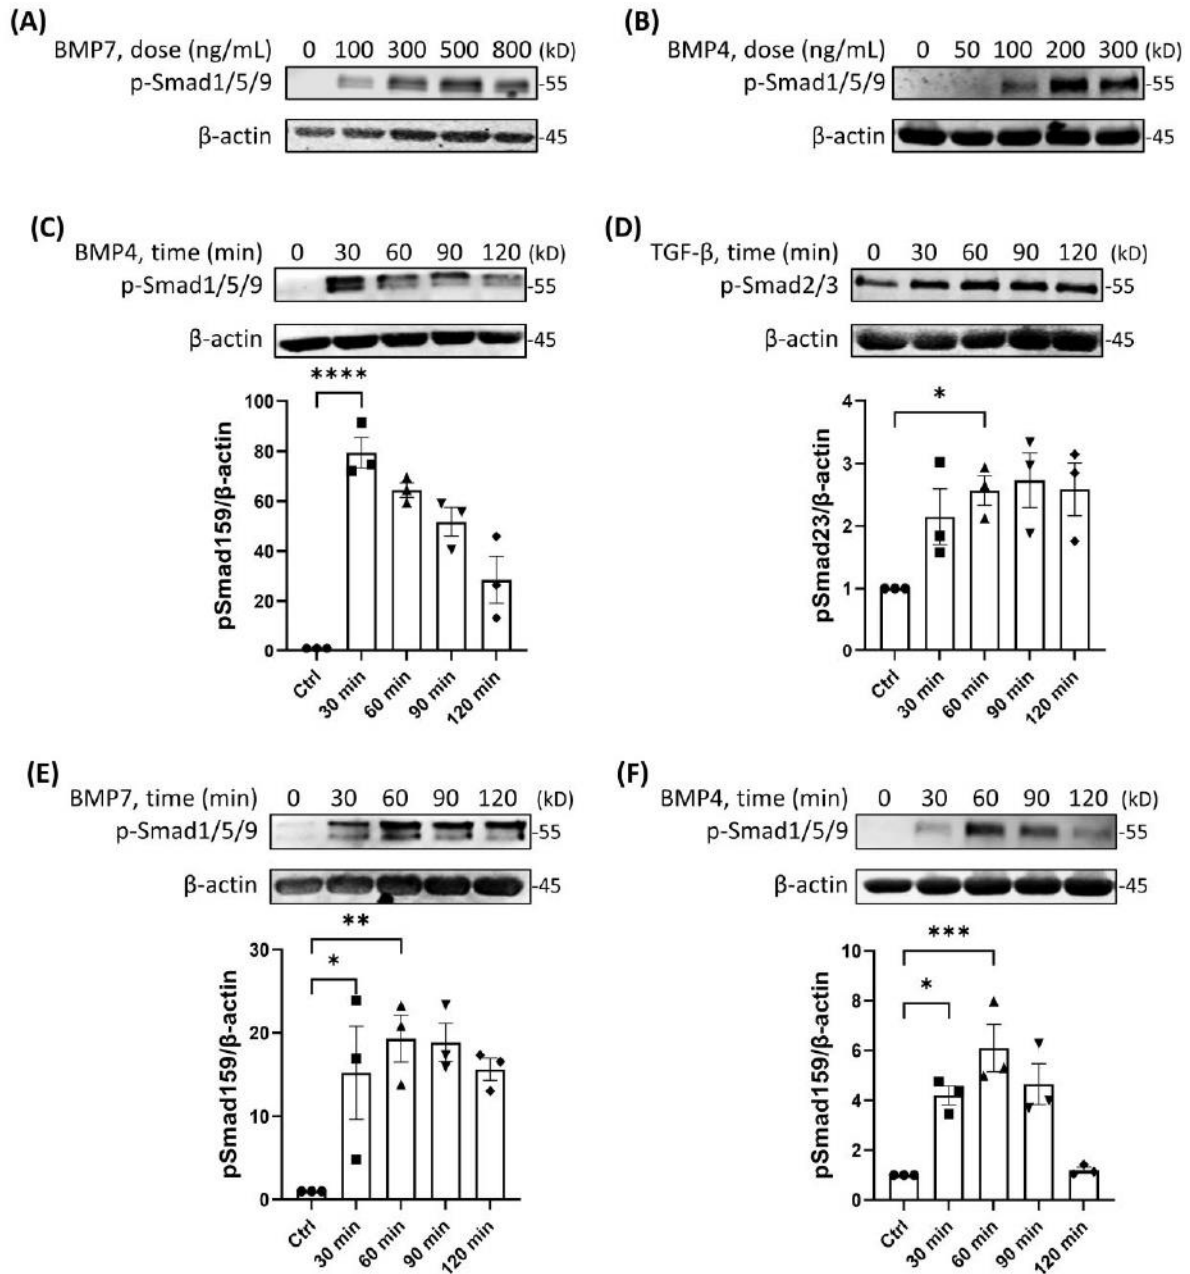 (A)
BMP7, dose (ng/mL) 0 100 300 500 800 (kD)
p-Smad1/5/9 -55
β-actin -45
(B)
BMP4, dose (ng/mL) 0 50 100 200 300 (kD)
p-Smad1/5/9 -55
β-actin -45
(C)
BMP4, time (min) 0 30 60 90 120 (kD)
p-Smad1/5/9 -55
β-actin -45
****
pSmad159/β-actin
100
80
60
40
20
0
Ctrl 30 min 60 min 90 min 120 min
(D)
TGF-β, time (min) 0 30 60 90 120 (kD)
p-Smad2/3 -55
β-actin -45
*
pSmad23/β-actin
4
3
2
1
0
Ctrl 30 min 60 min 90 min 120 min
(E)
BMP7, time (min) 0 30 60 90 120 (kD)
p-Smad1/5/9 -55
β-actin -45
**
*
pSmad159/β-actin
30
20
10
0
Ctrl 30 min 60 min 90 min 120 min
(F)
BMP4, time (min) 0 30 60 90 120 (kD)
p-Smad1/5/9 -55
β-actin -45
***
*
pSmad159/β-actin
10
8
6
4
2
0
Ctrl 30 min 60 min 90 min 120 min